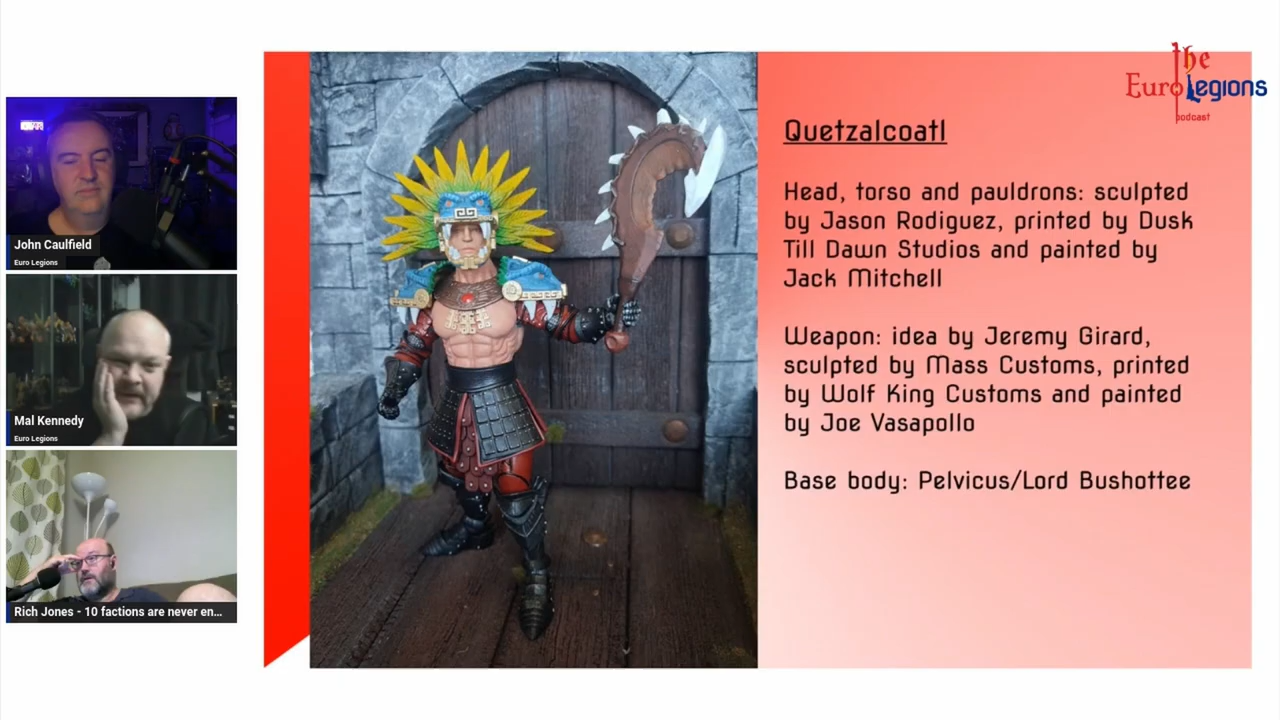 the
Euro Legions
podcast
John Caulfield
Euro Legions
Mal Kennedy
Euro Legions
Rich Jones - 10 factions are never en...
Quetzalcoatl
Head, torso and pauldrons: sculpted
by Jason Rodiguez, printed by Dusk
Till Dawn Studios and painted by
Jack Mitchell
Weapon: idea by Jeremy Girard,
sculpted by Mass Customs, printed
by Wolf King Customs and painted
by Joe Vasapollo
Base body: Pelvicus/Lord Bushottee